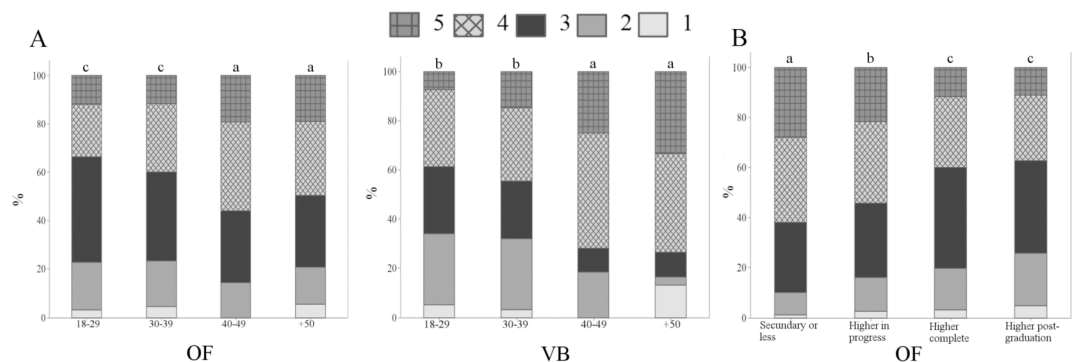 5 4 3 2 1
A
c c a a
100
80
60
40
20
0
%
18-29 30-39 40-49 +50
OF
b b a a
100
80
60
40
20
0
%
18-29 30-39 40-49 +50
VB
B
a b c c
100
80
60
40
20
0
%
Secundary or less
Higher in progress
Higher complete
Higher post-graduation
OF